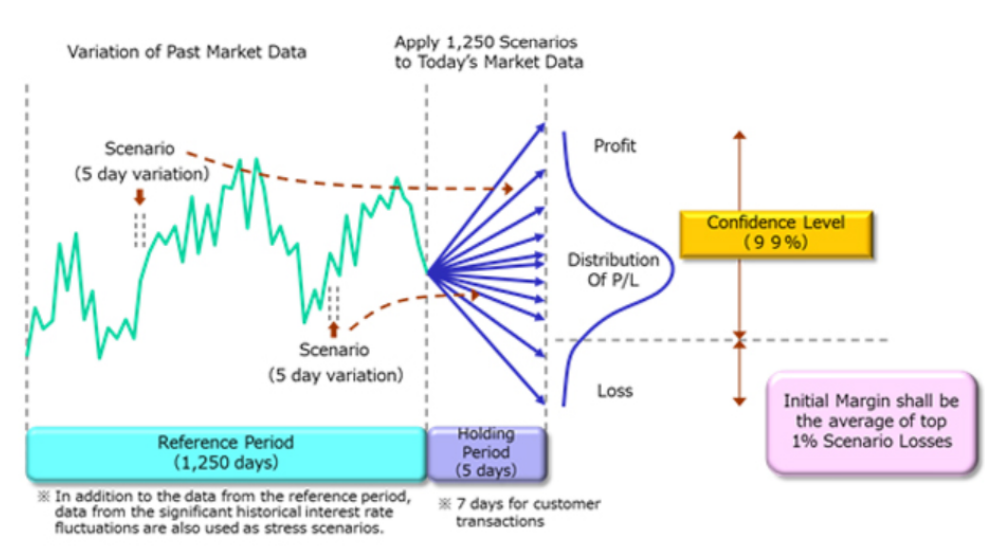 Variation of Past Market Data
Apply 1,250 Scenarios
to Today's Market Data
Scenario
(5 day variation)
Profit
Confidence Level
(９９%)
Distribution
Of P/L
Scenario
(5 day variation)
Loss
Initial Margin shall be
the average of top
1% Scenario Losses
Reference Period
(1,250 days)
Holding
Period
(5 days)
※ In addition to the data from the reference period,
data from the significant historical interest rate
fluctuations are also used as stress scenarios.
※ 7 days for customer
transactions